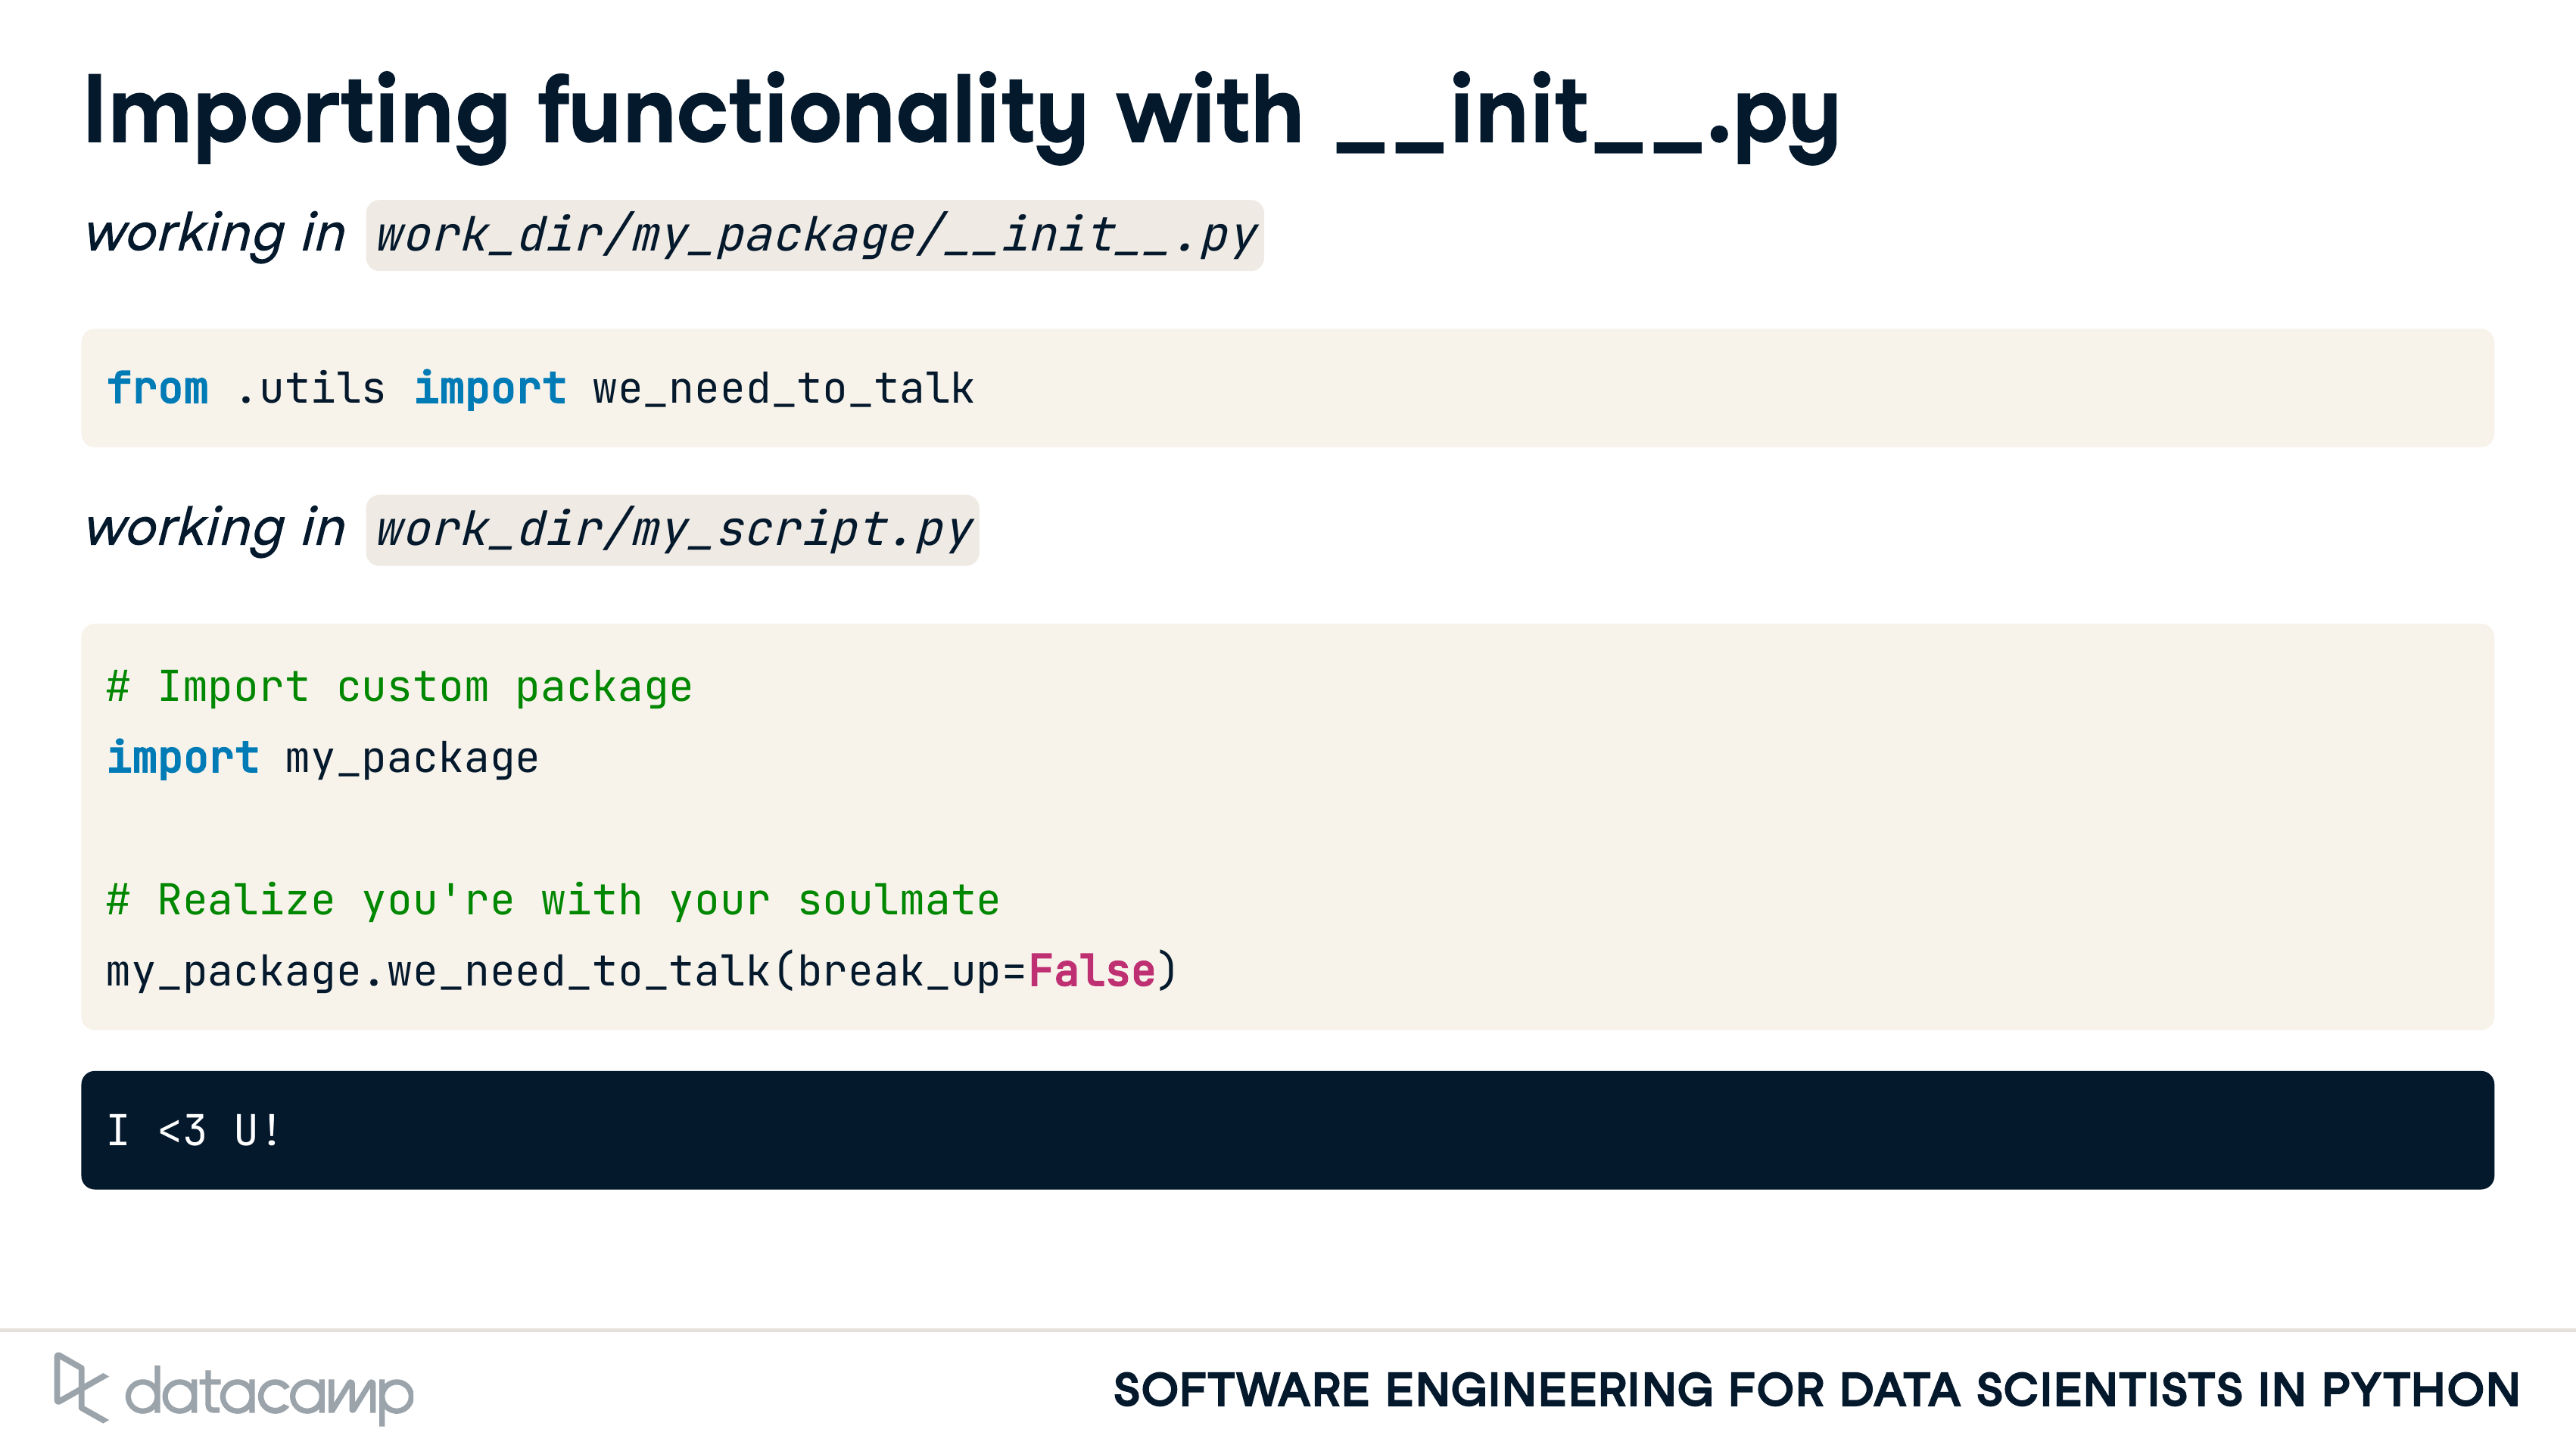 Importing functionality with __init__.py
working in work_dir/my_package/__init__.py
from .utils import we_need_to_talk
working in work_dir/my_script.py
# Import custom package
import my_package
# Realize you're with your soulmate
my_package.we_need_to_talk(break_up=False)
I <3 U!
datacamp
SOFTWARE ENGINEERING FOR DATA SCIENTISTS IN PYTHON